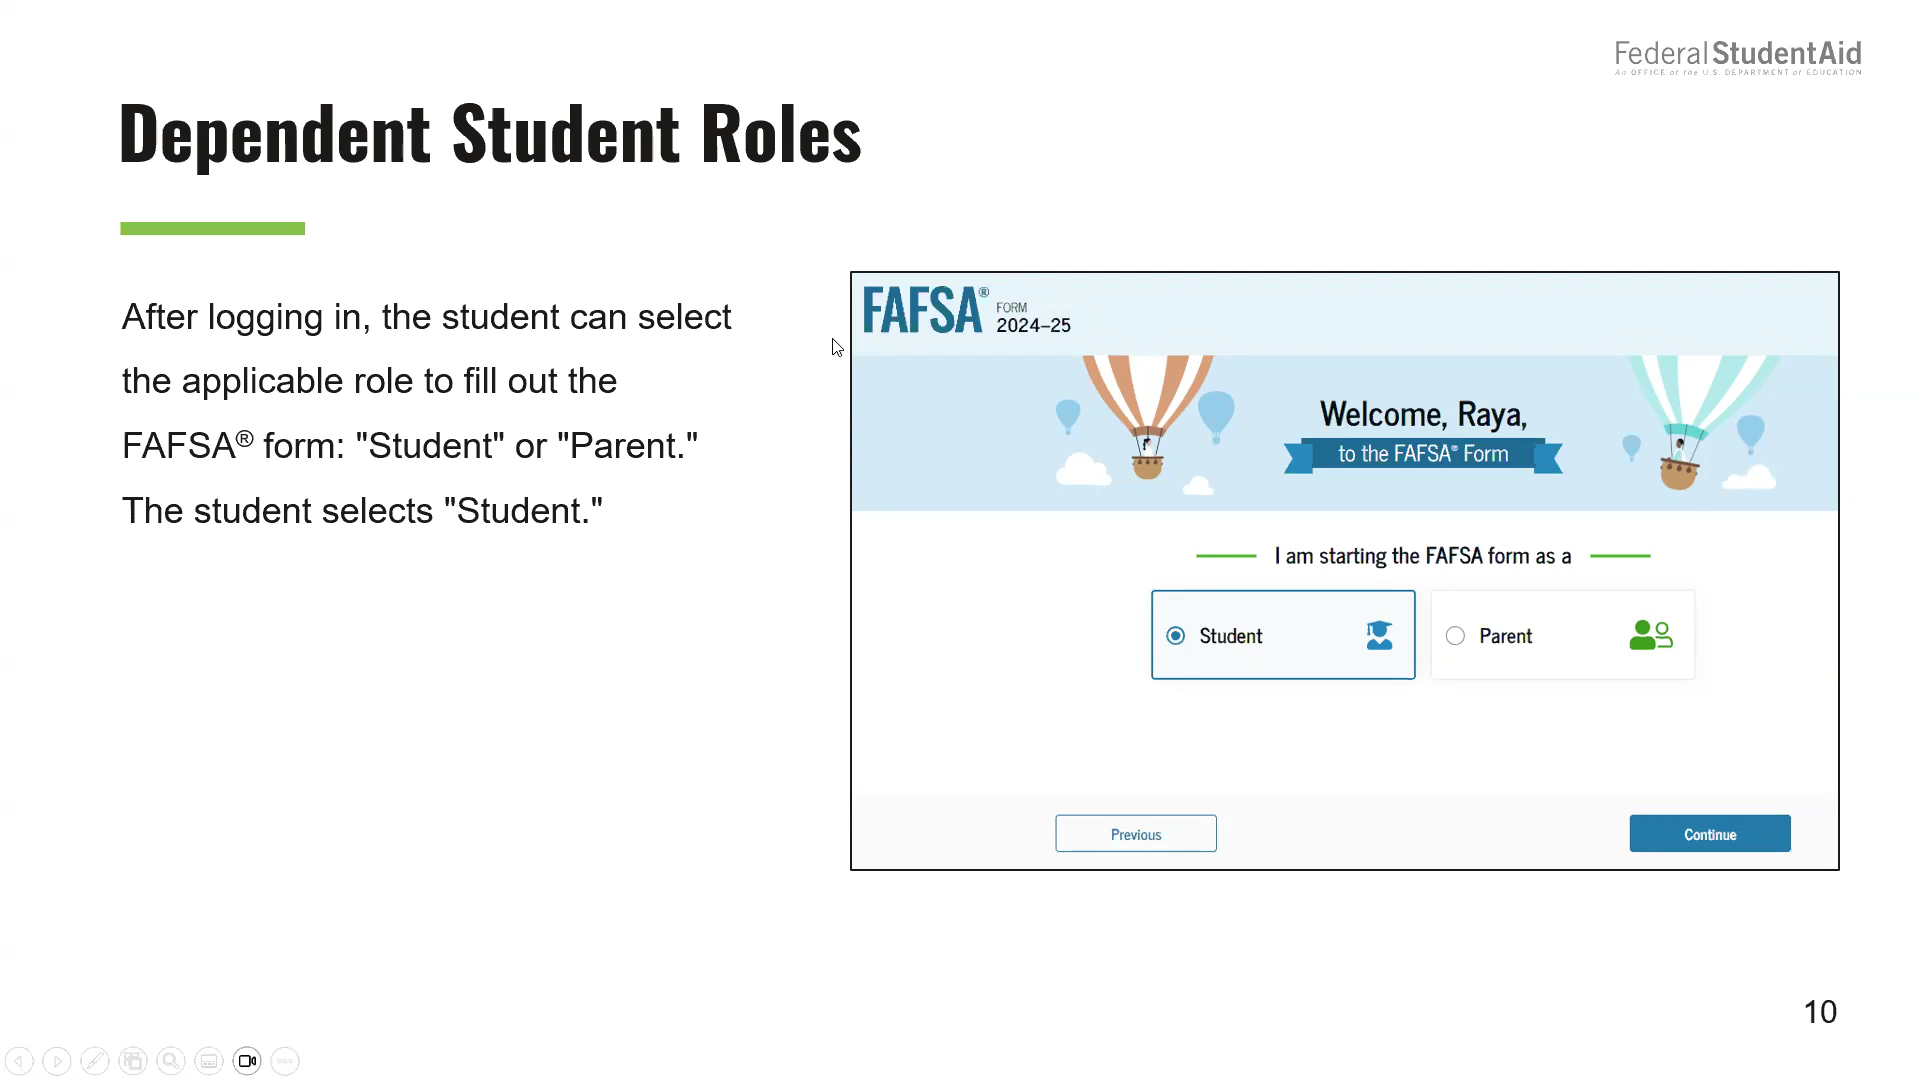 Federal StudentAid
An OFFICE of the U.S. DEPARTMENT of EDUCATION
Dependent Student Roles
After logging in, the student can select
the applicable role to fill out the
FAFSA® form: "Student" or "Parent."
The student selects "Student."
FAFSA®
FORM
2024–25
Welcome, Raya,
to the FAFSA® Form
I am starting the FAFSA form as a
Student
Parent
Previous
Continue
10